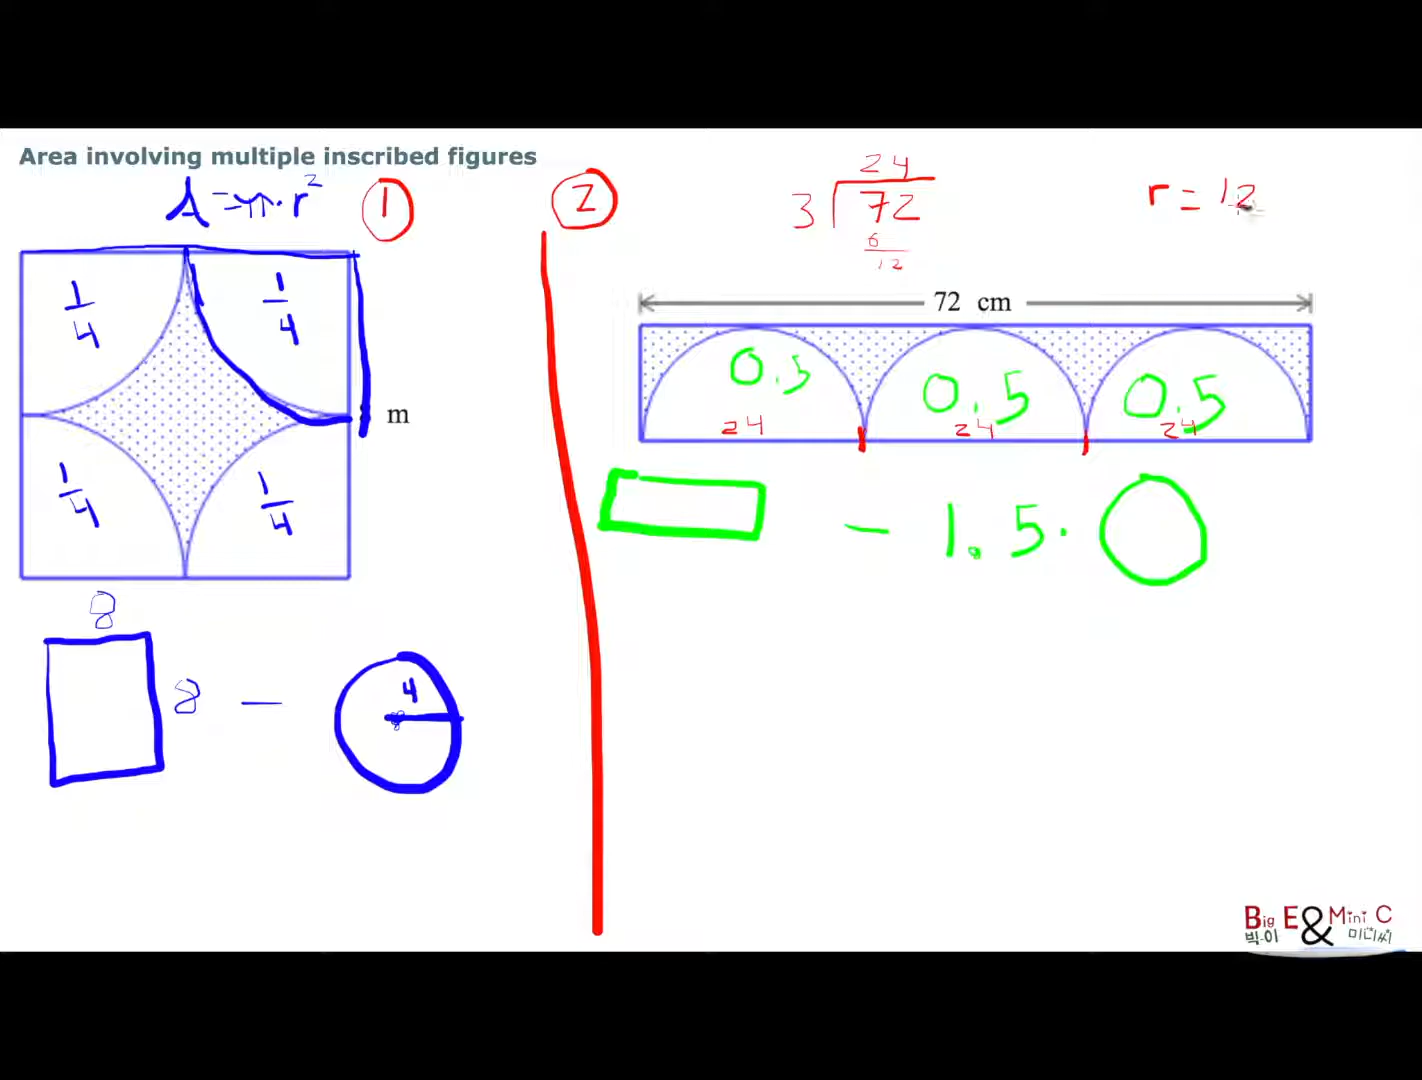 Area involving multiple inscribed figures
A = π · r²
1
1/4
1/4
m
1/4
1/4
8
8 − 4
2
24
3 72
6
12
r = 12
72 cm
0.5
0.5
0.5
24
24
24
− 1.5 ·
Big E & Mini C
빅이 미니씨